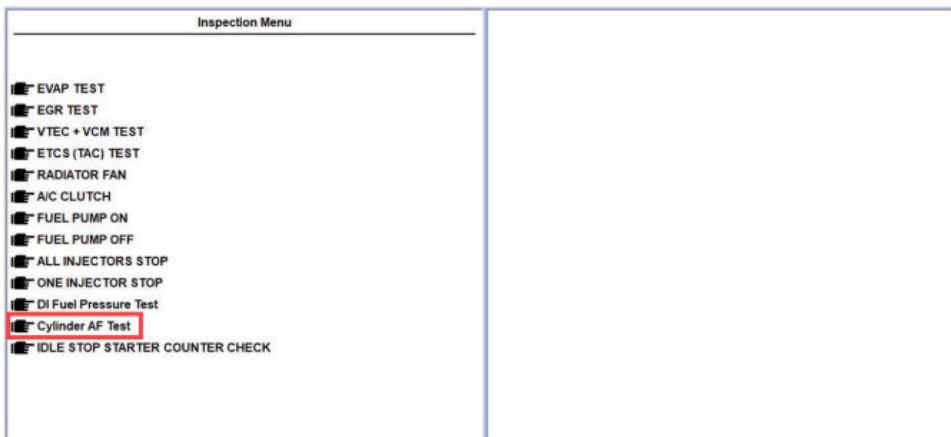 Inspection Menu
EVAP TEST
EGR TEST
VTEC + VCM TEST
ETCS (TAC) TEST
RADIATOR FAN
A/C CLUTCH
FUEL PUMP ON
FUEL PUMP OFF
ALL INJECTORS STOP
ONE INJECTOR STOP
DI Fuel Pressure Test
Cylinder AF Test
IDLE STOP STARTER COUNTER CHECK